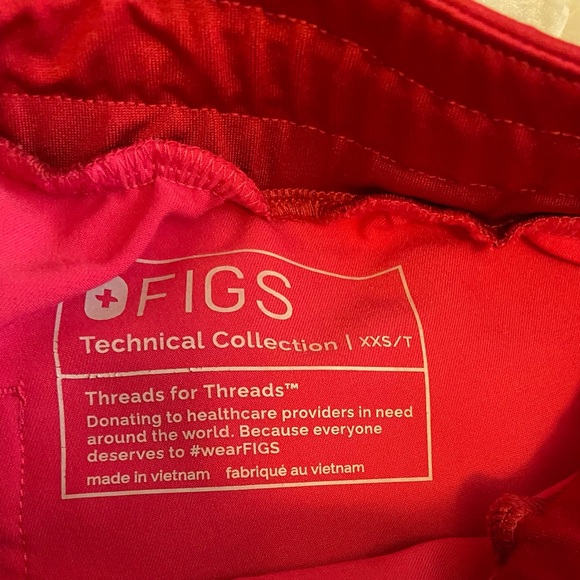 FIGS
Technical Collection | XXS/T
Threads for Threads™
Donating to healthcare providers in need
around the world. Because everyone
deserves to #wearFIGS
made in vietnam fabriqué au vietnam